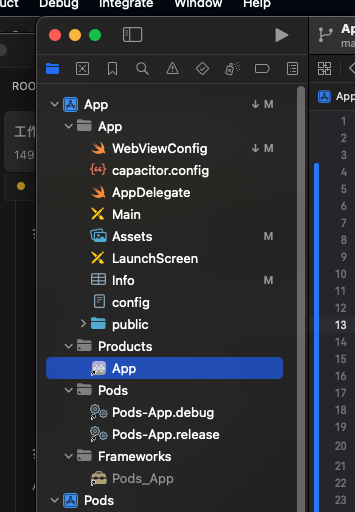 uct Debug Integrate Window Help
ROO
工作
149
App
ma
App
App
M
App
WebViewConfig
M
capacitor.config
AppDelegate
Main
Assets
M
LaunchScreen
Info
M
config
public
Products
App
Pods
Pods-App.debug
Pods-App.release
Frameworks
Pods_App
Pods
1
3
4
5
6
7
8
9
10
11
12
13
14
15
16
17
18
19
20
21
22
23